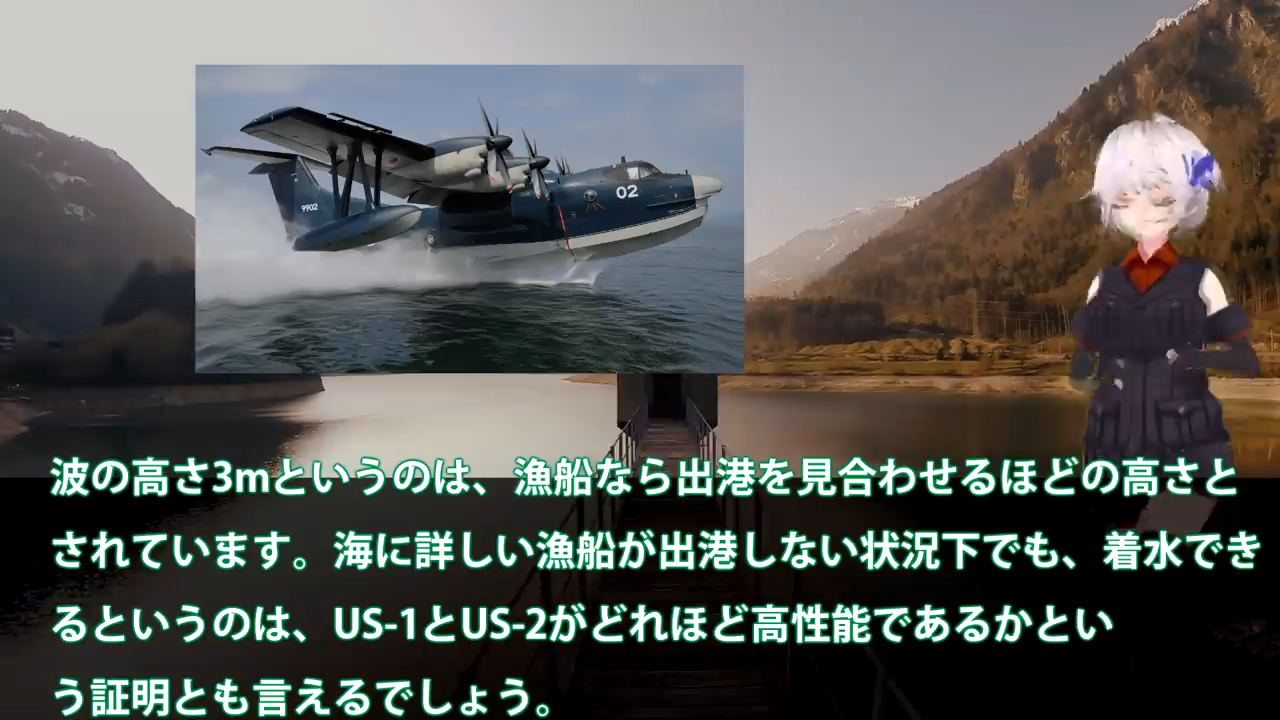 02
9902
波の高さ3mというのは、漁船なら出港を見合わせるほどの高さと
されています。海に詳しい漁船が出港しない状況下でも、着水でき
るというのは、US-1とUS-2がどれほど高性能であるかとい
う証明とも言えるでしょう。